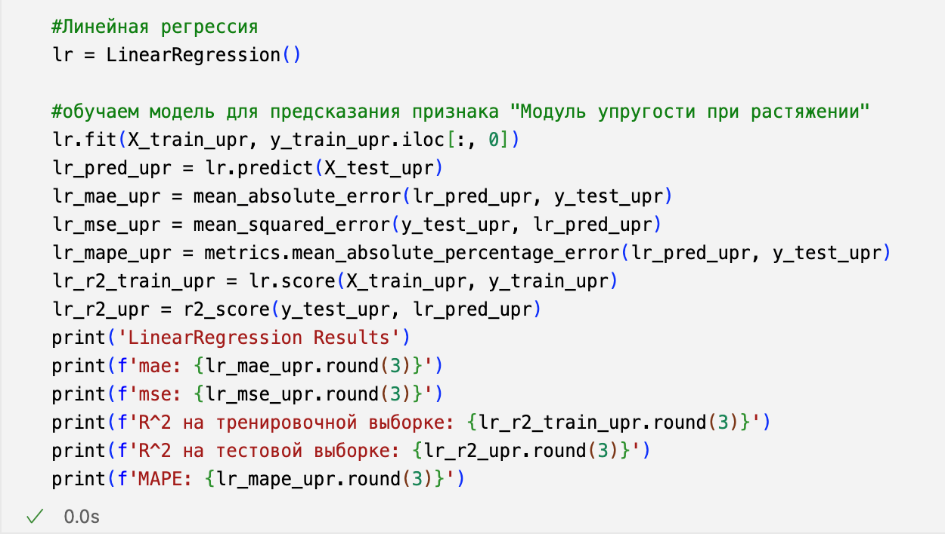 #Линейная регрессия
lr = LinearRegression()
#обучаем модель для предсказания признака "Модуль упругости при растяжении"
lr.fit(X_train_upr, y_train_upr.iloc[:, 0])
lr_pred_upr = lr.predict(X_test_upr)
lr_mae_upr = mean_absolute_error(lr_pred_upr, y_test_upr)
lr_mse_upr = mean_squared_error(y_test_upr, lr_pred_upr)
lr_mape_upr = metrics.mean_absolute_percentage_error(lr_pred_upr, y_test_upr)
lr_r2_train_upr = lr.score(X_train_upr, y_train_upr)
lr_r2_upr = r2_score(y_test_upr, lr_pred_upr)
print('LinearRegression Results')
print(f'mae: {lr_mae_upr.round(3)}')
print(f'mse: {lr_mse_upr.round(3)}')
print(f'R^2 на тренировочной выборке: {lr_r2_train_upr.round(3)}')
print(f'R^2 на тестовой выборке: {lr_r2_upr.round(3)}')
print(f'MAPE: {lr_mape_upr.round(3)}')
✓ 0.0s